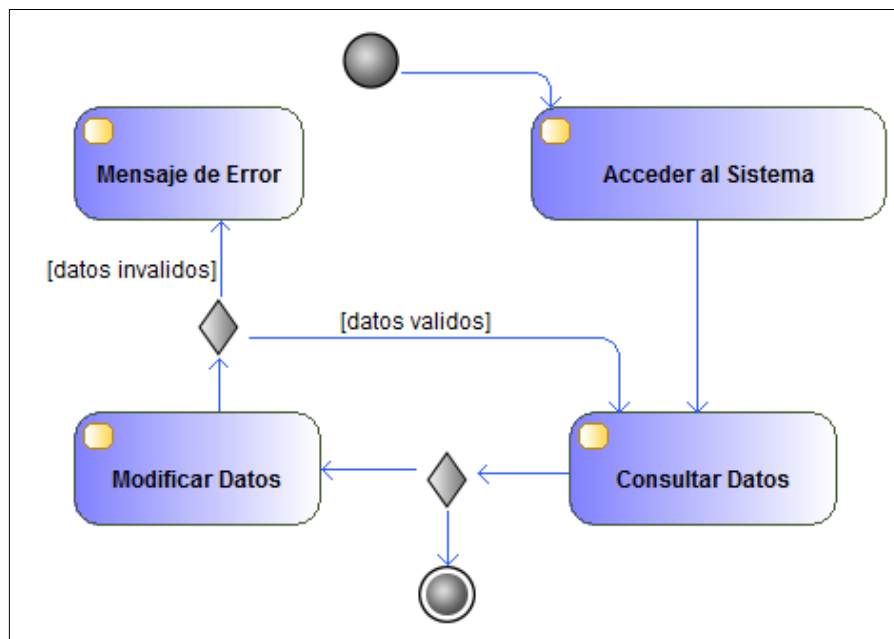 Mensaje de Error
Acceder al Sistema
[datos invalidos]
[datos validos]
Modificar Datos
Consultar Datos